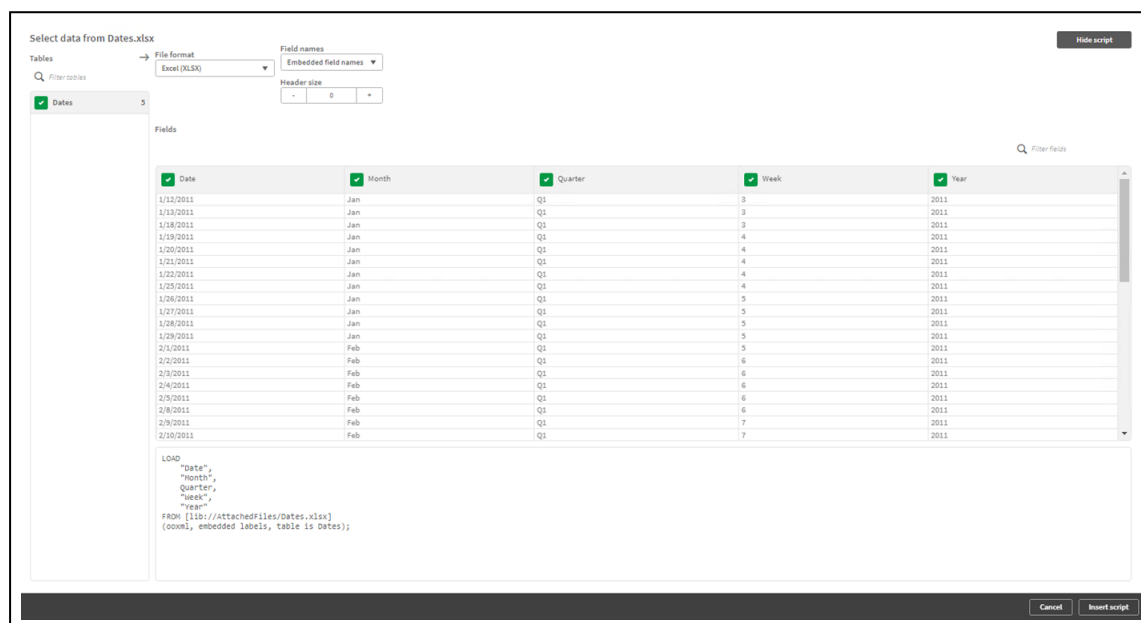 Select data from Dates.xlsx
Hide script
Tables
File format
Excel (XLSX)
Field names
Embedded field names
Filter tables
Header size
- 0 +
Dates 5
Fields
Filter fields
Date Month Quarter Week Year
1/12/2011 Jan Q1 3 2011
1/13/2011 Jan Q1 3 2011
1/18/2011 Jan Q1 3 2011
1/19/2011 Jan Q1 4 2011
1/20/2011 Jan Q1 4 2011
1/21/2011 Jan Q1 4 2011
1/22/2011 Jan Q1 4 2011
1/25/2011 Jan Q1 4 2011
1/26/2011 Jan Q1 5 2011
1/27/2011 Jan Q1 5 2011
1/28/2011 Jan Q1 5 2011
1/29/2011 Jan Q1 5 2011
2/1/2011 Feb Q1 5 2011
2/2/2011 Feb Q1 6 2011
2/3/2011 Feb Q1 6 2011
2/4/2011 Feb Q1 6 2011
2/5/2011 Feb Q1 6 2011
2/8/2011 Feb Q1 6 2011
2/9/2011 Feb Q1 7 2011
2/10/2011 Feb Q1 7 2011
LOAD
"Date",
"Month",
Quarter,
"Week",
"Year"
FROM [lib://AttachedFiles/Dates.xlsx]
(ooxml, embedded labels, table is Dates);
Cancel
Insert script